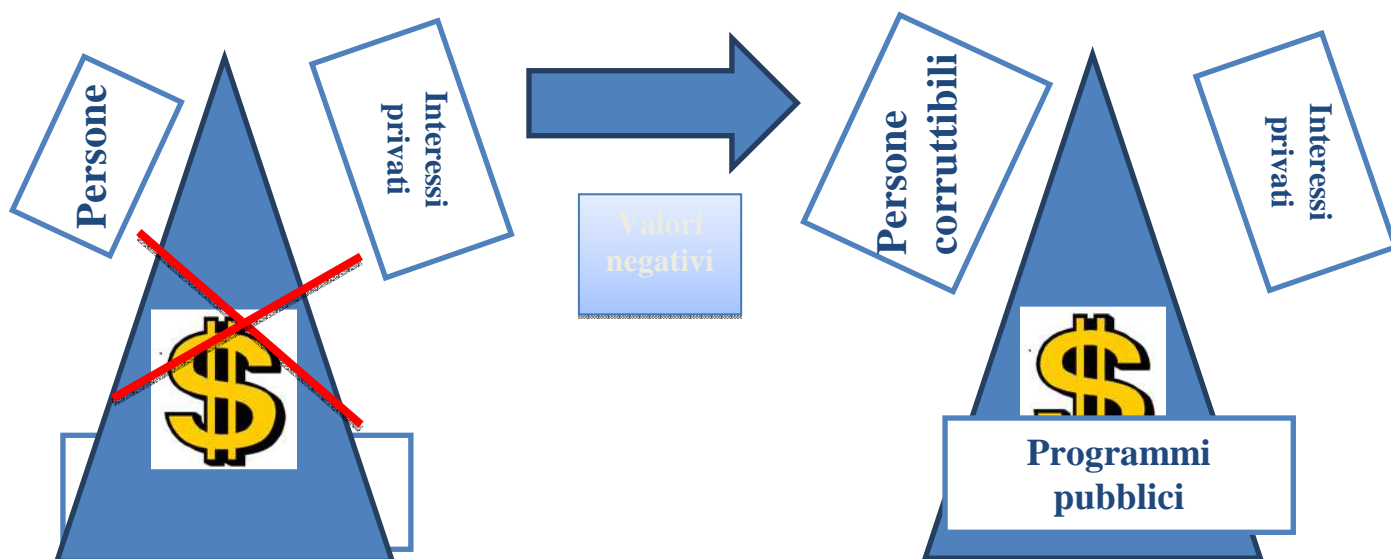 Persone
Interessi
privati
Valori
negativi
Persone
corruttibili
Interessi
privati
Programmi
pubblici